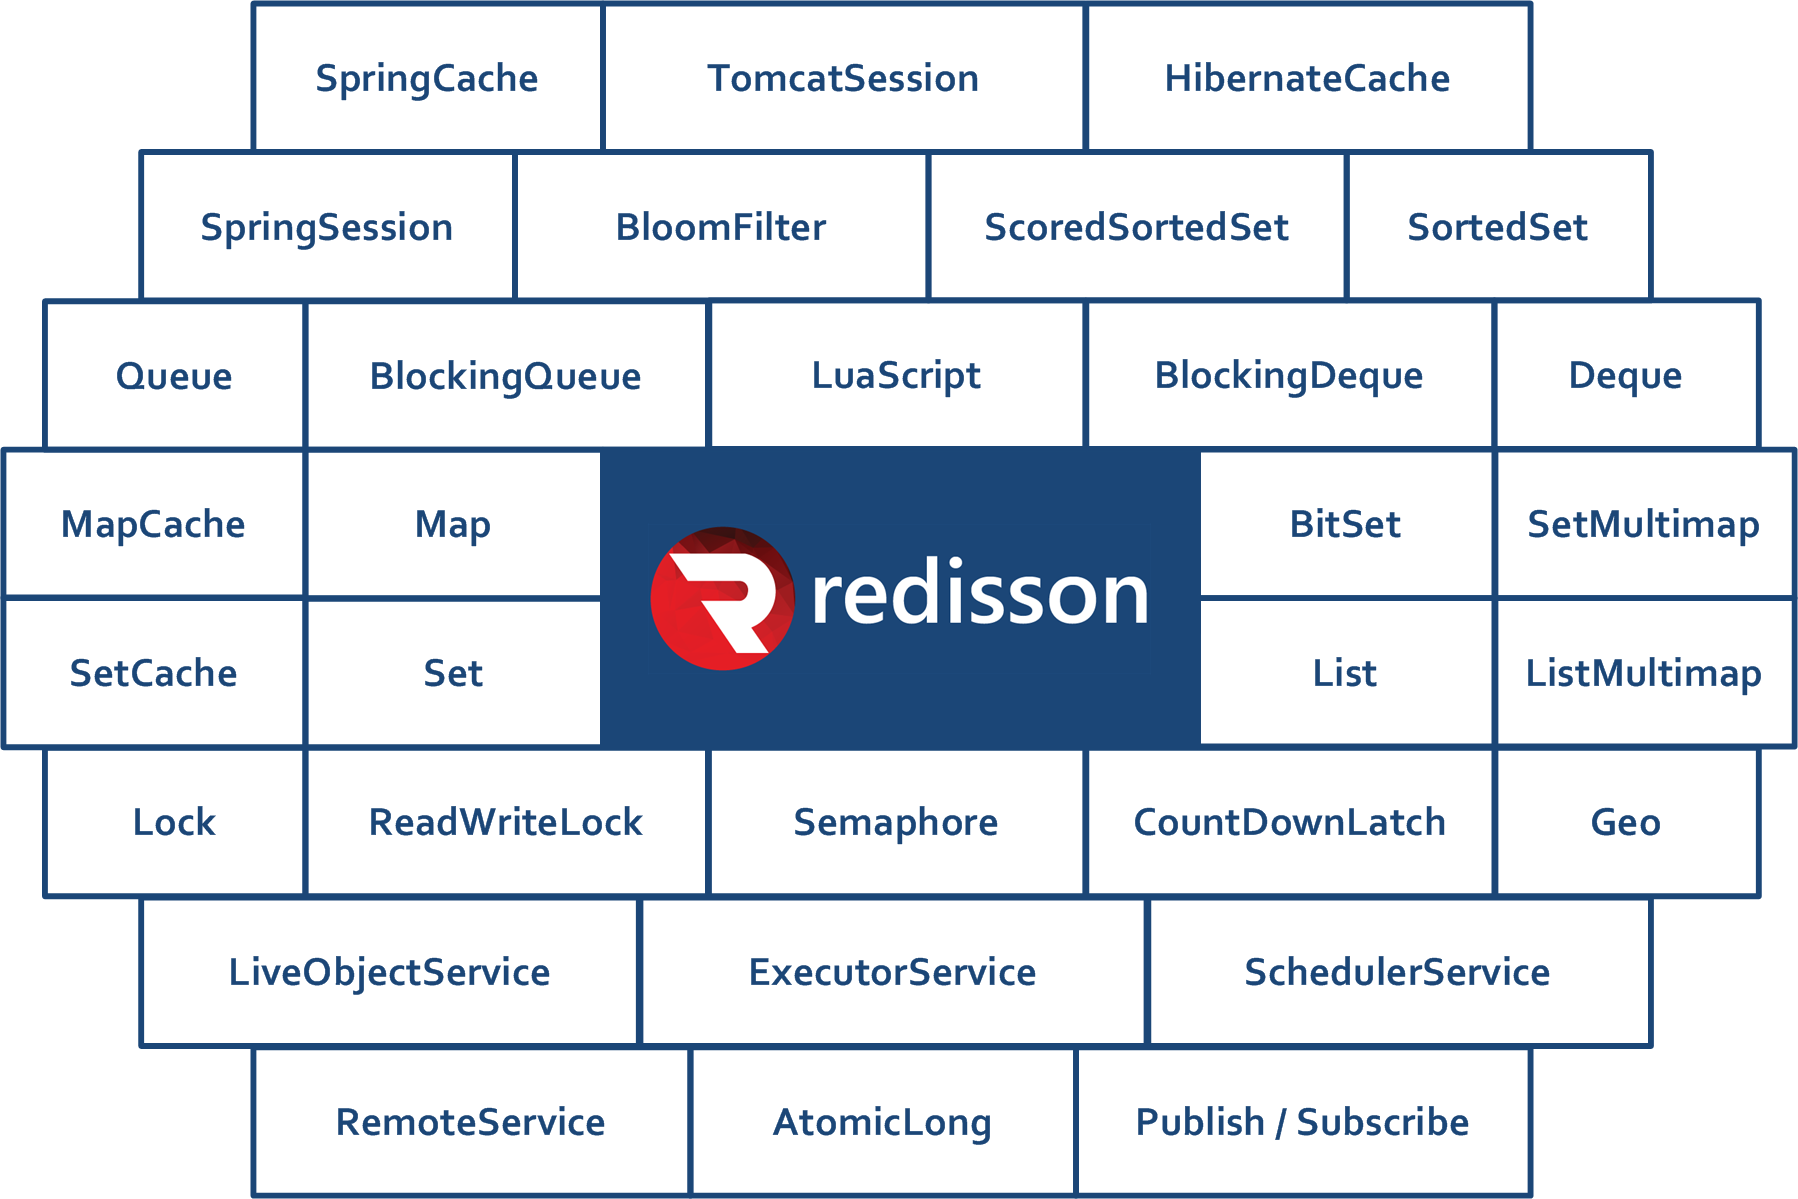 SpringCache TomcatSession HibernateCache
SpringSession BloomFilter ScoredSortedSet SortedSet
Queue BlockingQueue LuaScript BlockingDeque Deque
MapCache Map BitSet SetMultimap
redisson
SetCache Set List ListMultimap
Lock ReadWriteLock Semaphore CountDownLatch Geo
LiveObjectService ExecutorService SchedulerService
RemoteService AtomicLong Publish / Subscribe